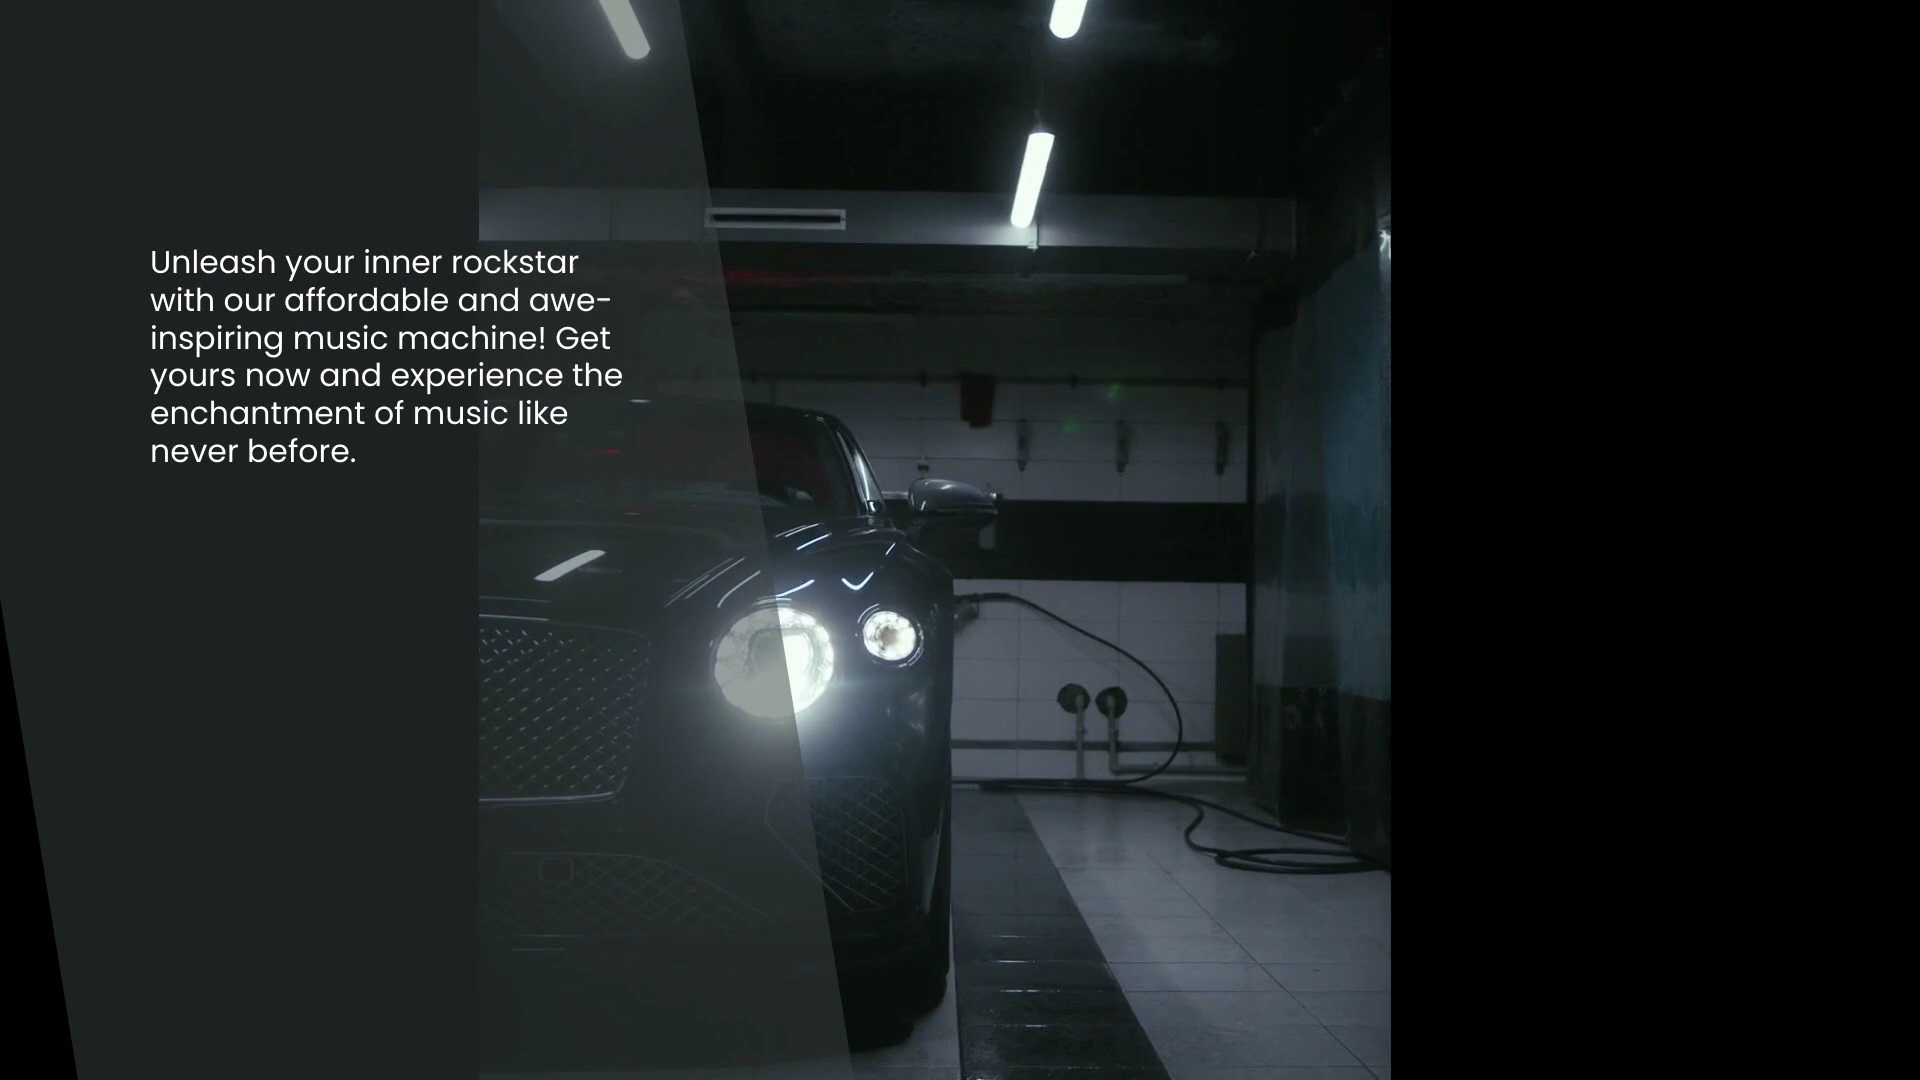 Unleash your inner rockstar
with our affordable and awe-
inspiring music machine! Get
yours now and experience the
enchantment of music like
never before.